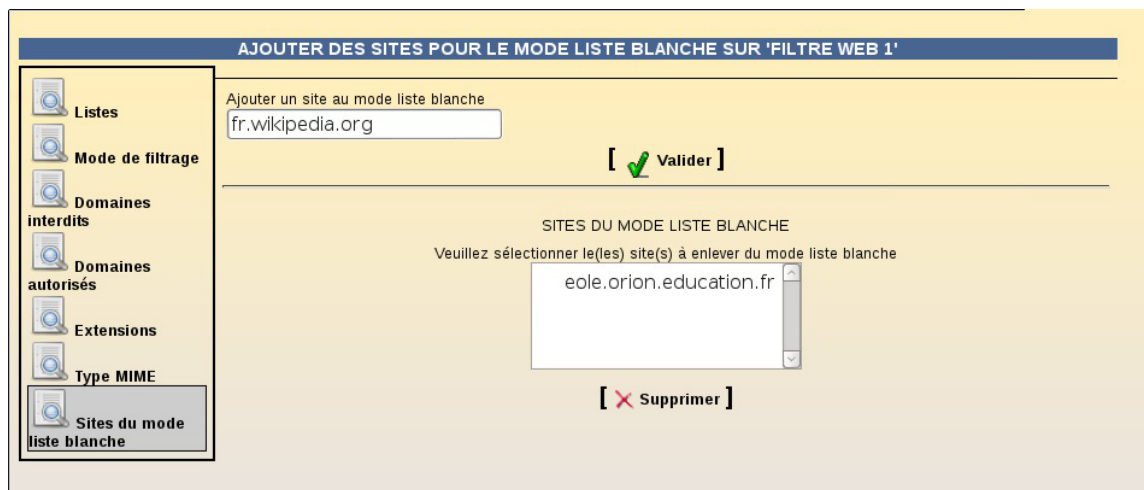 AJOUTER DES SITES POUR LE MODE LISTE BLANCHE SUR 'FILTRE WEB 1'
Listes
Mode de filtrage
Domaines
interdits
Domaines
autorisés
Extensions
Type MIME
Sites du mode
liste blanche
Ajouter un site au mode liste blanche
fr.wikipedia.org
[ Valider ]
SITES DU MODE LISTE BLANCHE
Veuillez sélectionner le(les) site(s) à enlever du mode liste blanche
eole.orion.education.fr
[ Supprimer ]